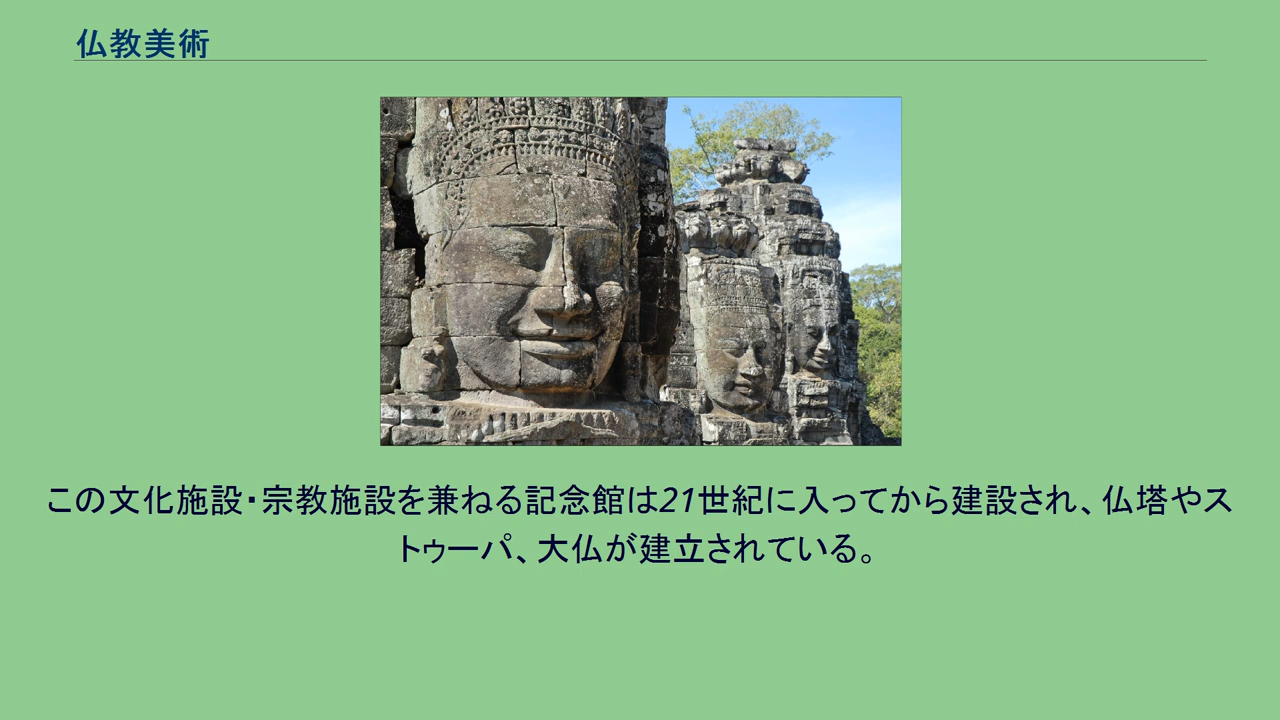 仏教美術
この文化施設・宗教施設を兼ねる記念館は21世紀に入ってから建設され、仏塔やス
トゥーパ、大仏が建立されている。